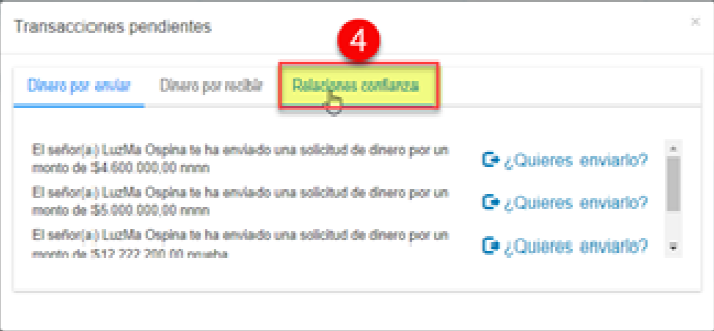 Transacciones pendientes
×
4
Dinero por enviar Dinero por recibir Relaciones confianza
El señor(a:) LuzMa Ospina te ha enviado una solicitud de dinero por un
monto de :$4.600.000,00 nnnn
¿Quieres enviarlo?
El señor(a:) LuzMa Ospina te ha enviado una solicitud de dinero por un
monto de :$5.000.000,00 nnnn
¿Quieres enviarlo?
El señor(a:) LuzMa Ospina te ha enviado una solicitud de dinero por un
monto de :$12.222.200,00 prueba
¿Quieres enviarlo?